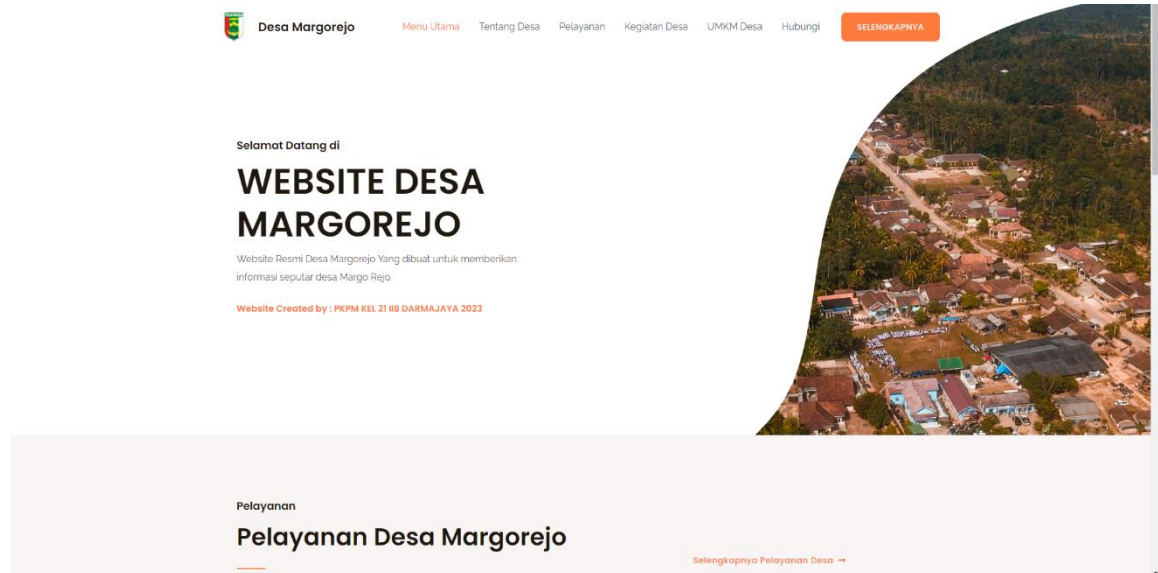 Desa Margorejo
Menu Utama
Tentang Desa
Pelayanan
Kegiatan Desa
UMKM Desa
Hubungi
SELENGKAPNYA
Selamat Datang di
WEBSITE DESA
MARGOREJO
Website Resmi Desa Margorejo Yang dibuat untuk memberikan
informasi seputar desa Margo Rejo.
Website Created by : PKPM KEL 21 IIB DARMAJAYA 2023
Pelayanan
Pelayanan Desa Margorejo
Selengkapnya Pelayanan Desa →